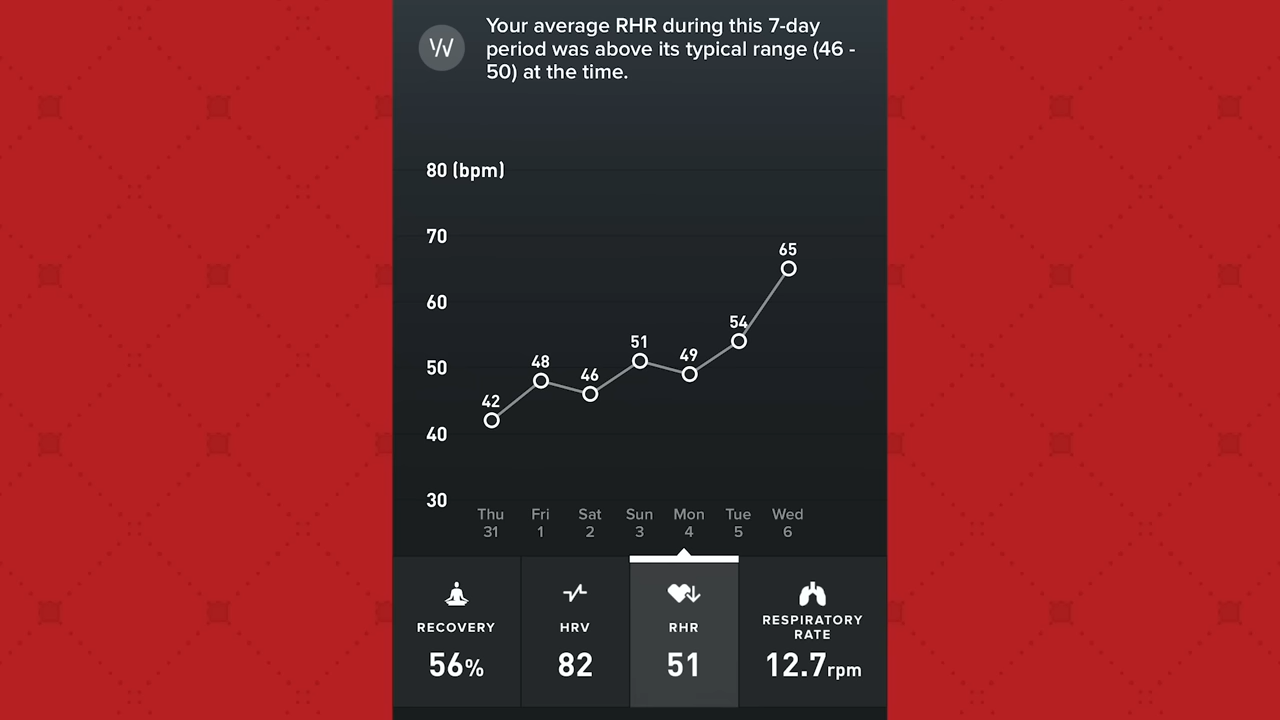 Your average RHR during this 7-day
period was above its typical range (46 -
50) at the time.
80 (bpm)
70
65
60
54
51
50
49
48
46
42
40
30
Thu Fri Sat Sun Mon Tue Wed
31 1 2 3 4 5 6
RECOVERY HRV RHR RESPIRATORY RATE
56% 82 51 12.7rpm